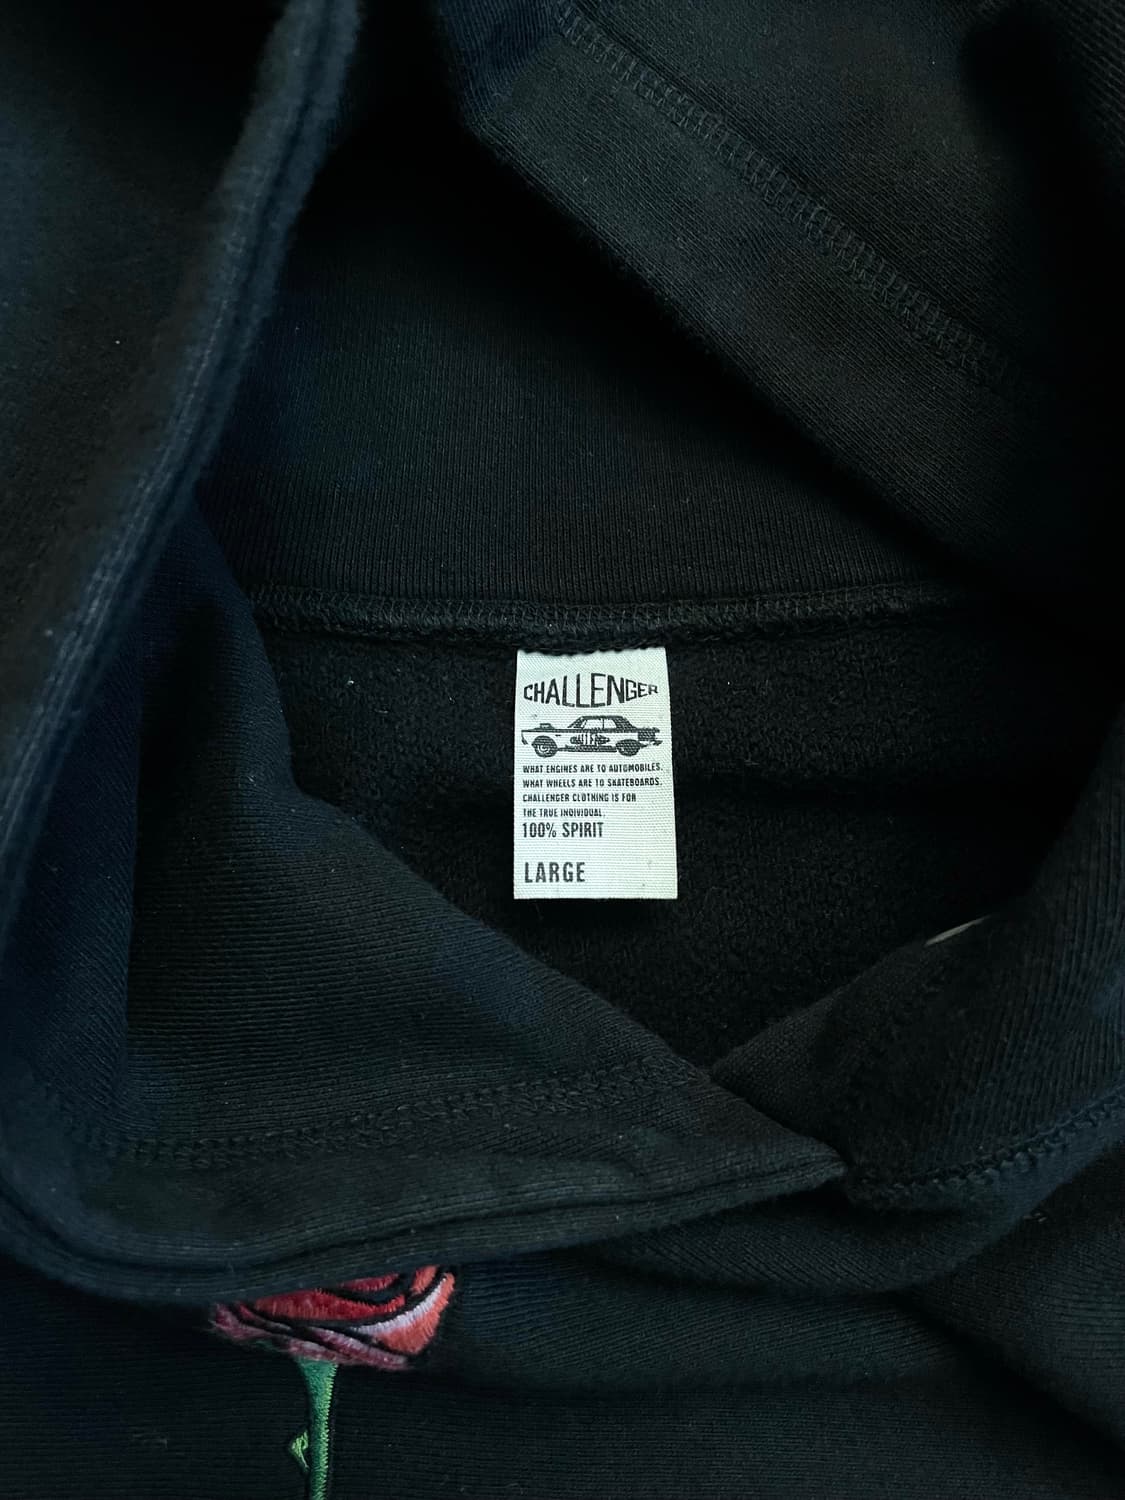 CHALLENGER
WHAT ENGINES ARE TO AUTOMOBILES.
WHAT WHEELS ARE TO SKATEBOARDS.
CHALLENGER CLOTHING IS FOR
THE TRUE INDIVIDUAL.
100% SPIRIT
LARGE